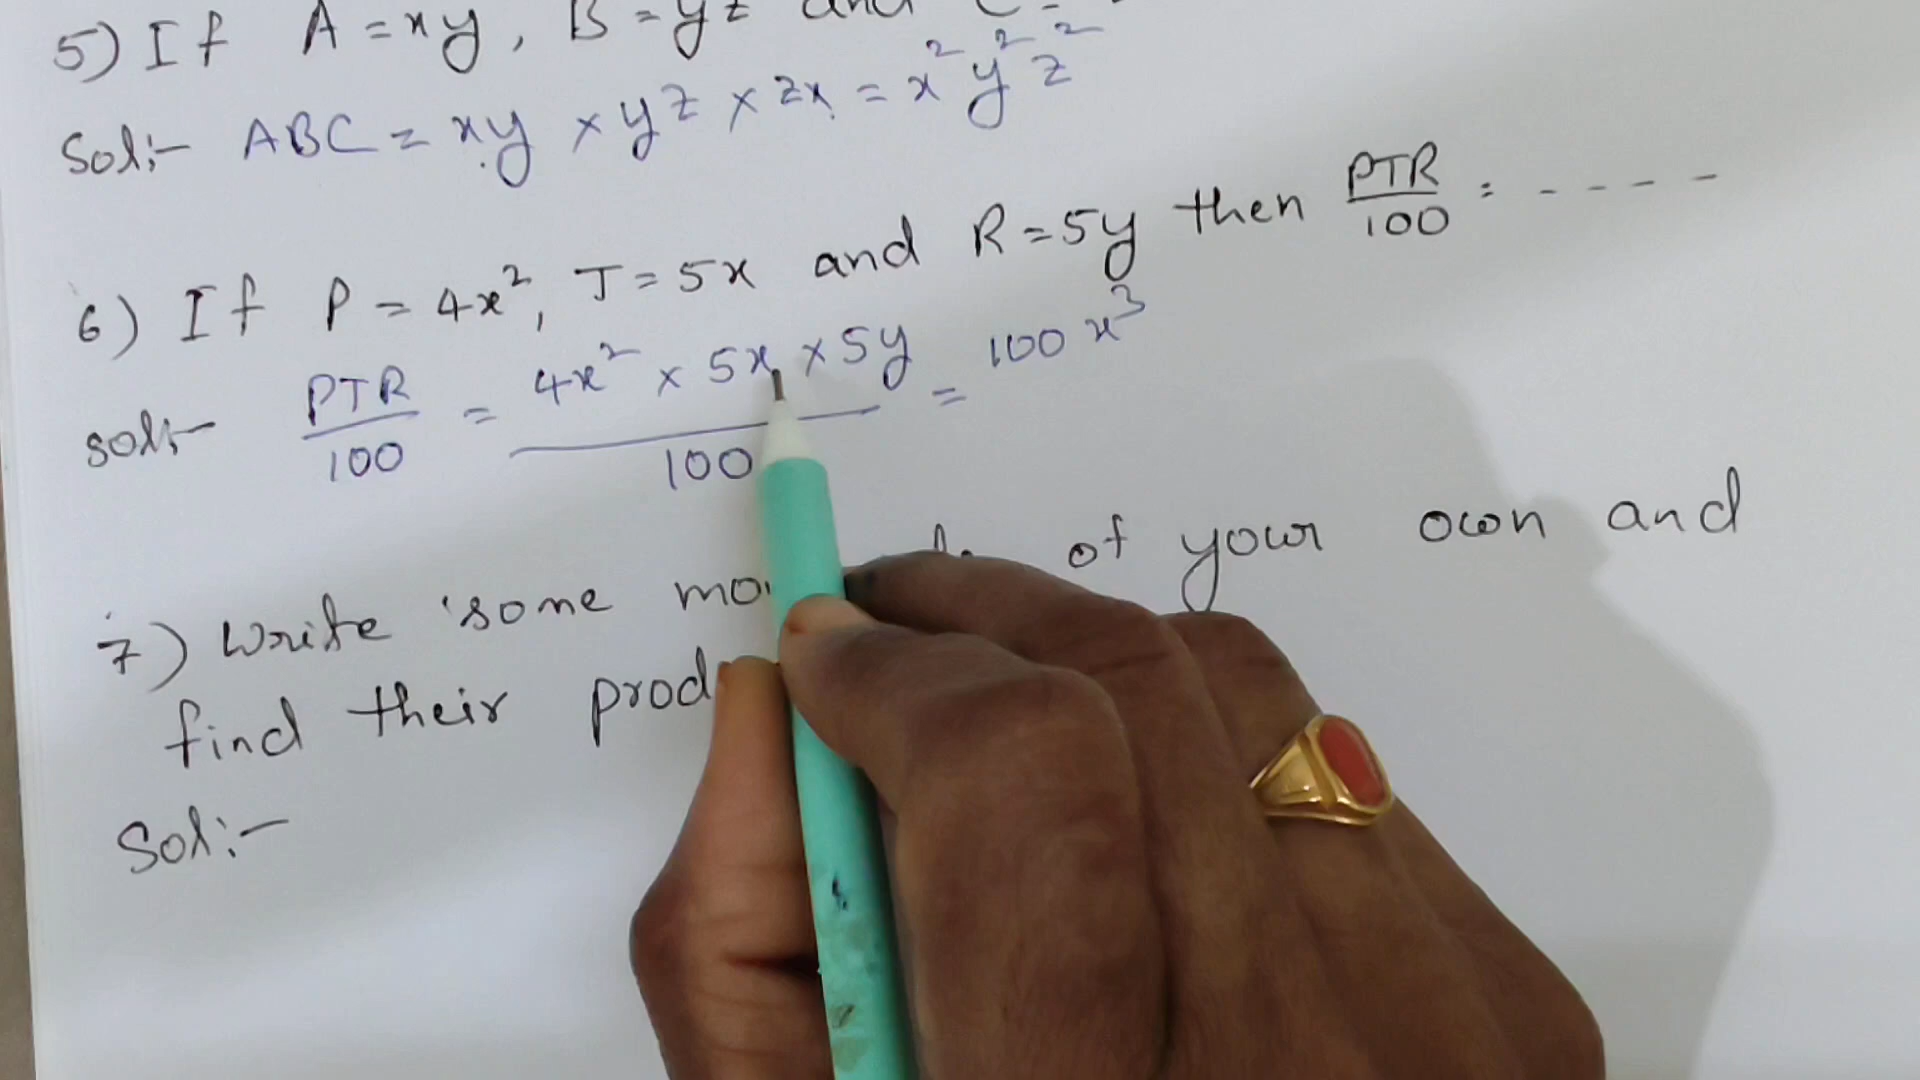 5) If A = xy, B = yz and C =
Sol:- ABC = xy × yz × zx = x²y²z²
6) If P = 4x², T = 5x and R = 5y then PTR/100 = - - - -
sol:- PTR/100 = 4x² × 5x × 5y / 100 = 100x³
7) Write some of your own and
find their
Sol:-